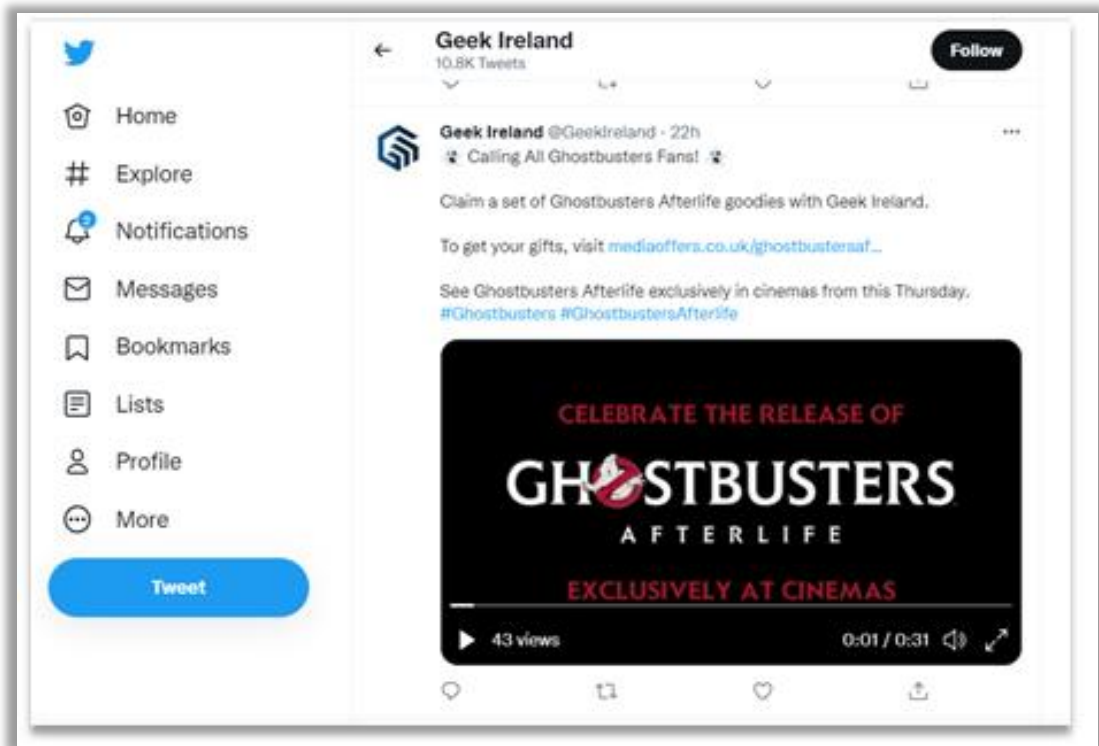 Geek Ireland
10.8K Tweets
Follow
Home
Explore
Notifications
Messages
Bookmarks
Lists
Profile
More
Tweet
Geek Ireland @GeekIreland · 22h
Calling All Ghostbusters Fans!
Claim a set of Ghostbusters Afterlife goodies with Geek Ireland.
To get your gifts, visit mediaoffers.co.uk/ghostbustersaf...
See Ghostbusters Afterlife exclusively in cinemas from this Thursday.
#Ghostbusters #GhostbustersAfterlife
CELEBRATE THE RELEASE OF
GHOSTBUSTERS
AFTERLIFE
EXCLUSIVELY AT CINEMAS
43 views
0:01 / 0:31